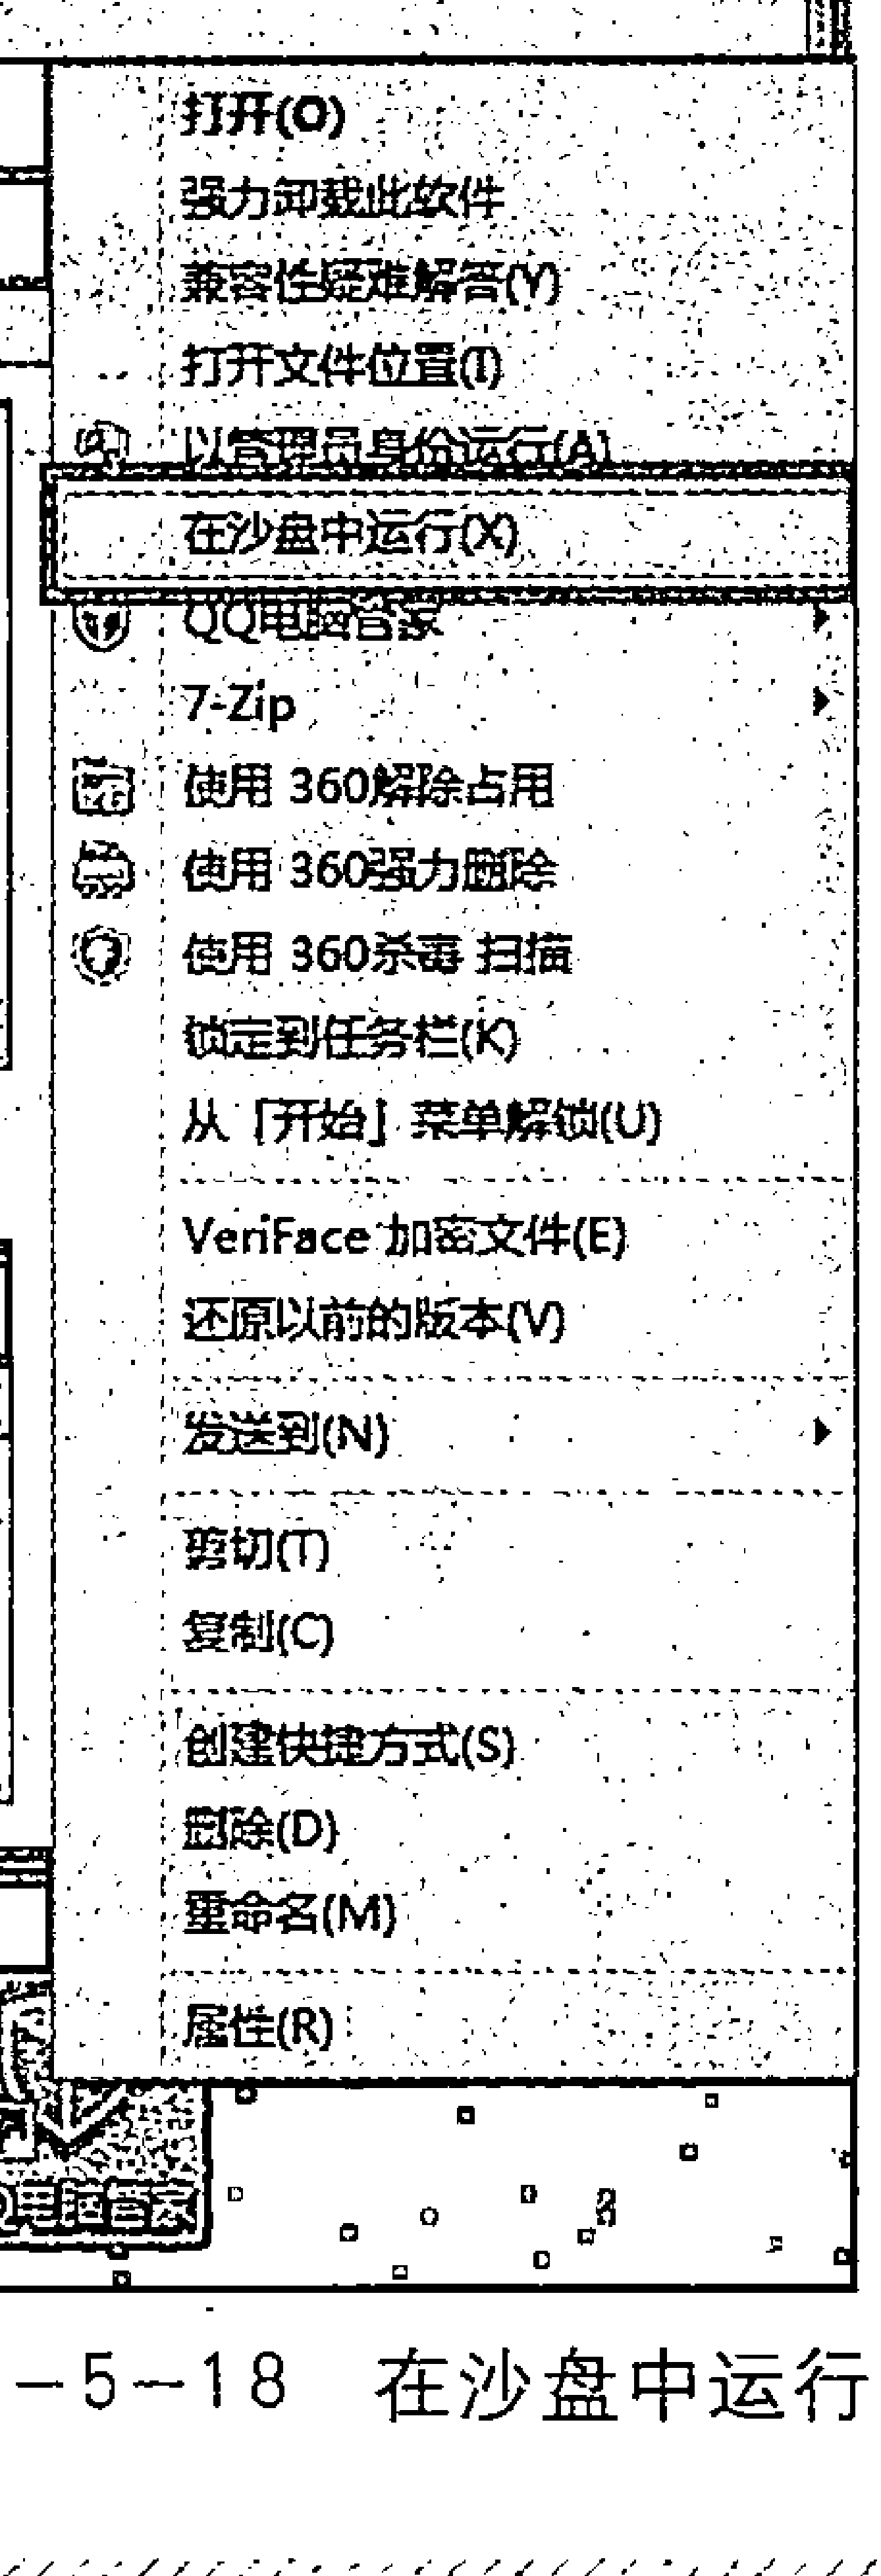 打开(O)
强力卸载此软件
兼容性疑难解答(Y)
打开文件位置(I)
以管理员身份运行(A)
在沙盘中运行(X)
QQ电脑管家
7-Zip
使用 360解除占用
使用 360强力删除
使用 360杀毒 扫描
锁定到任务栏(K)
从「开始」菜单解锁(U)
VeriFace 加密文件(E)
还原以前的版本(V)
发送到(N)
剪切(T)
复制(C)
创建快捷方式(S)
删除(D)
重命名(M)
属性(R)
电脑管家
-5-18 在沙盘中运行